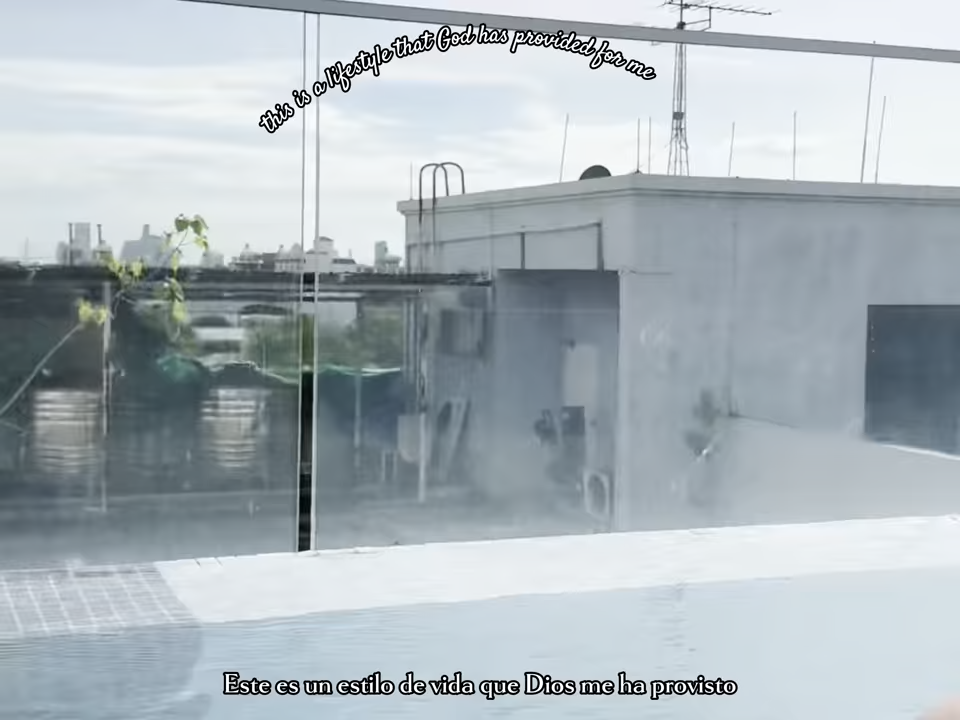 this is a lifestyle that God has provided for me
Este es un estilo de vida que Dios me ha provisto